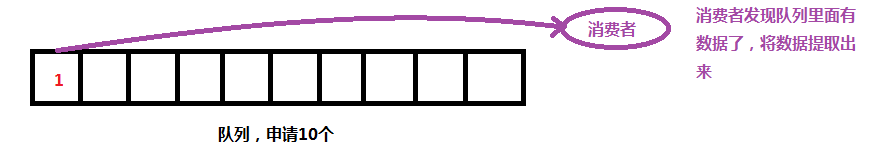 消费者发现队列里面有
数据了，将数据提取出
来
消费者
1
队列，申请10个